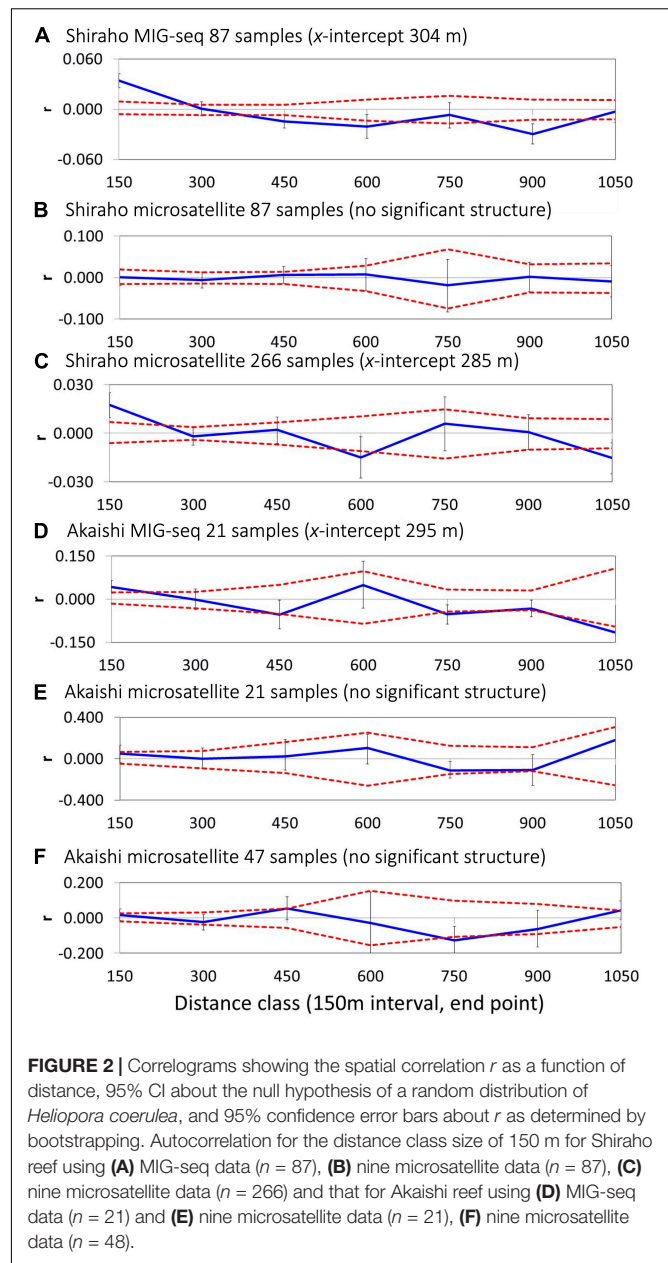 A Shiraho MIG-seq 87 samples (x-intercept 304 m)
0.060
0.000
-0.060
r
150 300 450 600 750 900 1050
B Shiraho microsatellite 87 samples (no significant structure)
0.100
0.000
-0.100
r
150 300 450 600 750 900 1050
C Shiraho microsatellite 266 samples (x-intercept 285 m)
0.030
0.000
-0.030
r
150 300 450 600 750 900 1050
D Akaishi MIG-seq 21 samples (x-intercept 295 m)
0.150
0.000
-0.150
r
150 300 450 600 750 900 1050
E Akaishi microsatellite 21 samples (no significant structure)
0.400
0.000
-0.400
r
150 300 450 600 750 900 1050
F Akaishi microsatellite 47 samples (no significant structure)
0.200
0.000
-0.200
r
150 300 450 600 750 900 1050
Distance class (150m interval, end point)
FIGURE 2 | Correlograms showing the spatial correlation r as a function of
distance, 95% CI about the null hypothesis of a random distribution of
Heliopora coerulea, and 95% confidence error bars about r as determined by
bootstrapping. Autocorrelation for the distance class size of 150 m for Shiraho
reef using (A) MIG-seq data (n = 87), (B) nine microsatellite data (n = 87), (C)
nine microsatellite data (n = 266) and that for Akaishi reef using (D) MIG-seq
data (n = 21) and (E) nine microsatellite data (n = 21), (F) nine microsatellite
data (n = 48).